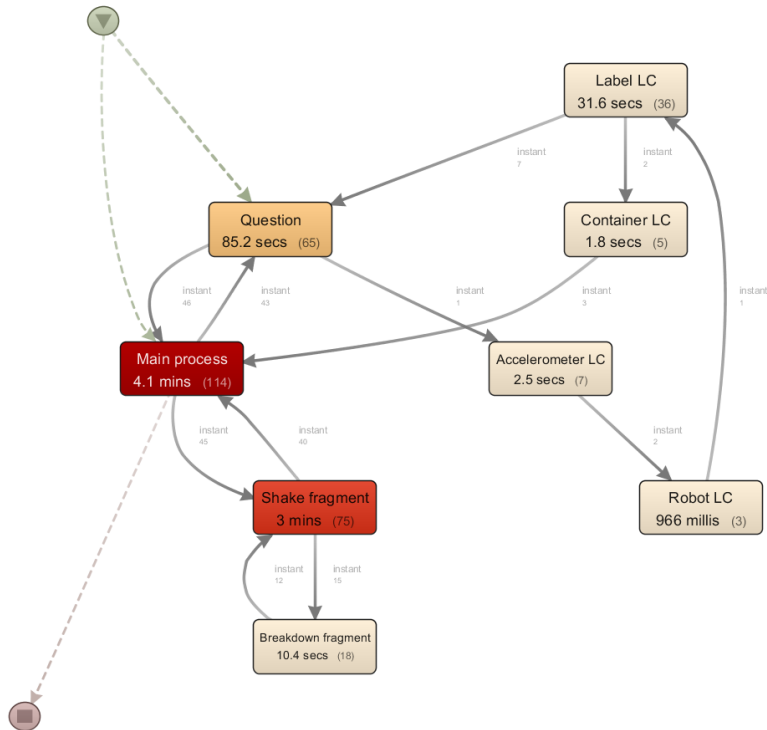 Label LC
31.6 secs (36)
instant
7
instant
2
Question
85.2 secs (65)
Container LC
1.8 secs (5)
instant
46
instant
43
instant
1
instant
3
instant
1
Main process
4.1 mins (114)
Accelerometer LC
2.5 secs (7)
instant
45
instant
40
instant
2
Shake fragment
3 mins (75)
Robot LC
966 millis (3)
instant
12
instant
15
Breakdown fragment
10.4 secs (18)